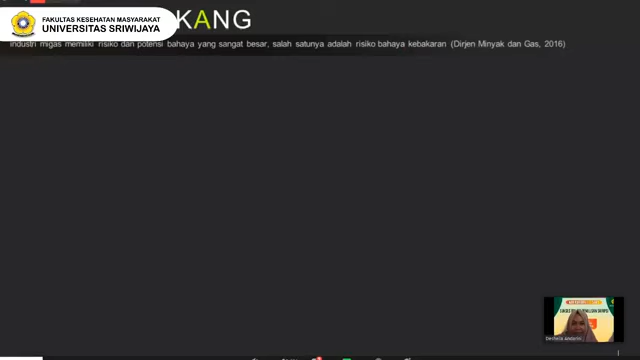 FAKULTAS KESEHATAN MASYARAKAT
UNIVERSITAS SRIWIJAYA
KANG
Industri migas memiliki risiko dan potensi bahaya yang sangat besar, salah satunya adalah risiko bahaya kebakaran (Dirjen Minyak dan Gas, 2016)